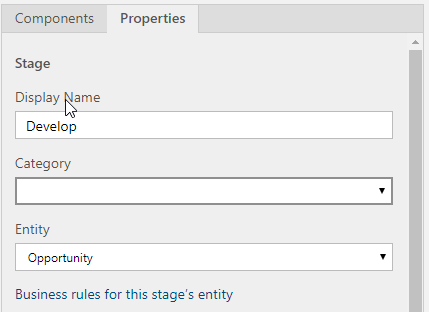 Components Properties
Stage
Display Name
Develop
Category
Entity
Opportunity
Business rules for this stage's entity